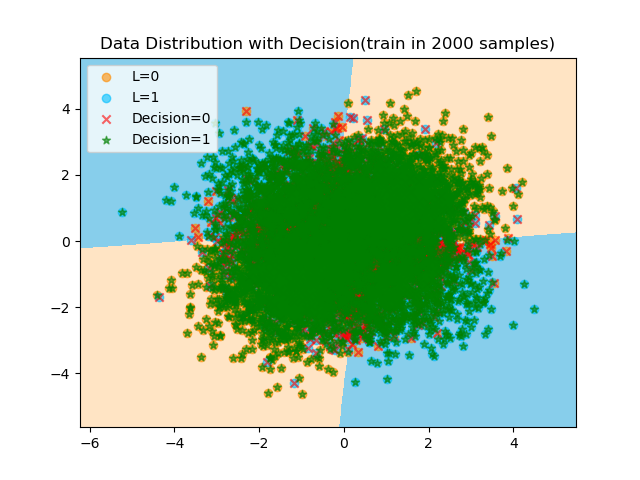 Data Distribution with Decision(train in 2000 samples)
L=0
L=1
Decision=0
Decision=1
4
2
0
−2
−4
−6 −4 −2 0 2 4